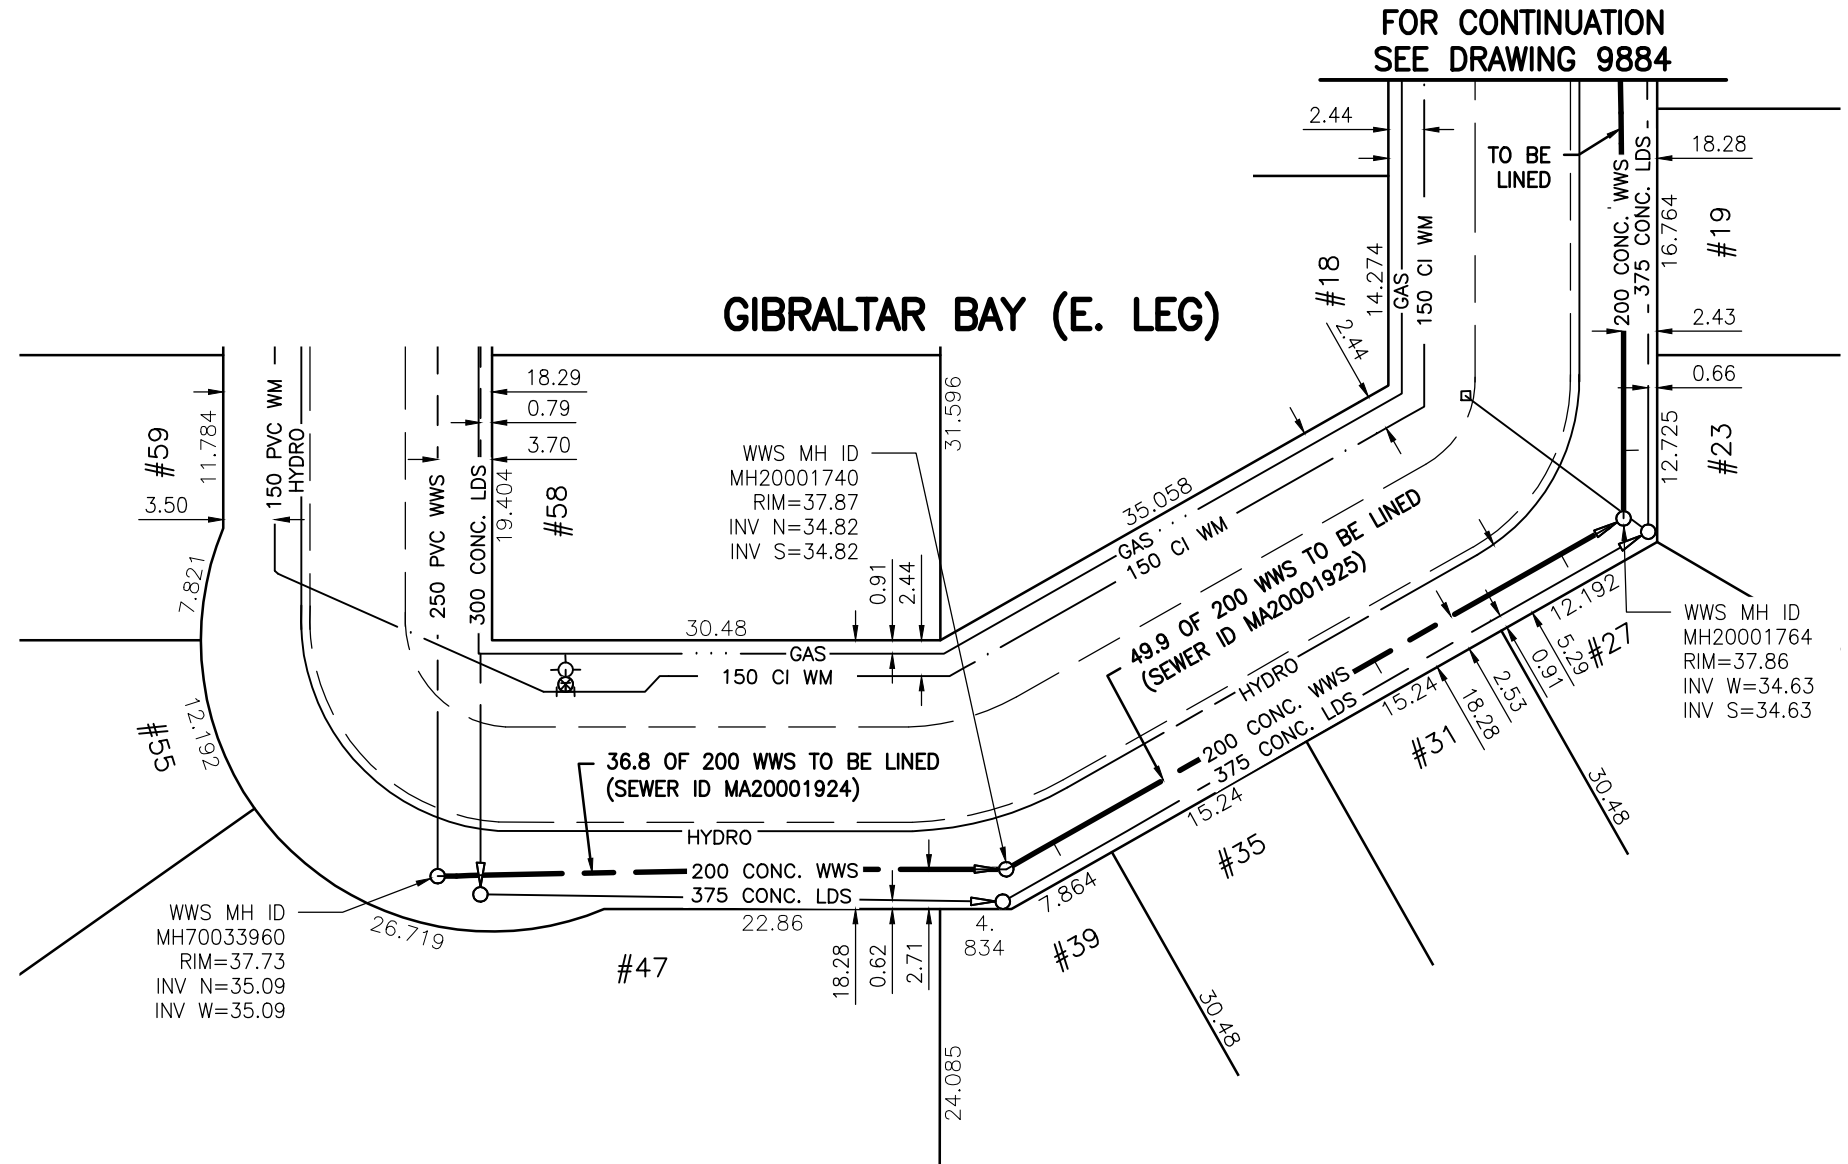 FOR CONTINUATION
SEE DRAWING 9884
2.44
TO BE
LINED
18.28
200 CONC. WWS
375 CONC. LDS
16.764
#19
#18
14.274
GAS
150 CI WM
2.44
2.43
0.66
12.725
#23
GIBRALTAR BAY (E. LEG)
#59
11.784
150 PVC WM
HYDRO
3.50
18.29
0.79
3.70
250 PVC WWS
300 CONC. LDS
19.404
#58
31.596
WWS MH ID
MH20001740
RIM=37.87
INV N=34.82
INV S=34.82
0.91
2.44
35.058
GAS
150 CI WM
49.9 OF 200 WWS TO BE LINED
(SEWER ID MA20001925)
7.821
30.48
GAS
150 CI WM
12.192
#55
HYDRO
200 CONC. WWS
375 CONC. LDS
12.192
5.29
#27
0.91
2.53
18.28
15.24
#31
30.48
WWS MH ID
MH20001764
RIM=37.86
INV W=34.63
INV S=34.63
36.8 OF 200 WWS TO BE LINED
(SEWER ID MA20001924)
HYDRO
200 CONC. WWS
375 CONC. LDS
15.24
#35
7.864
#39
30.48
WWS MH ID
MH70033960
RIM=37.73
INV N=35.09
INV W=35.09
26.719
22.86
4.
834
#47
18.28
0.62
2.71
24.085